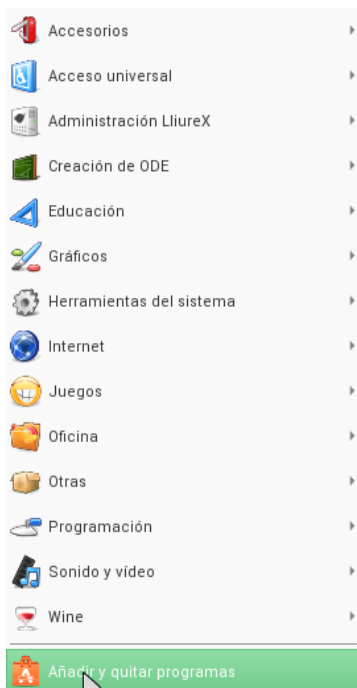 Accesorios
Acceso universal
Administración LliureX
Creación de ODE
Educación
Gráficos
Herramientas del sistema
Internet
Juegos
Oficina
Otras
Programación
Sonido y vídeo
Wine
Añadir y quitar programas